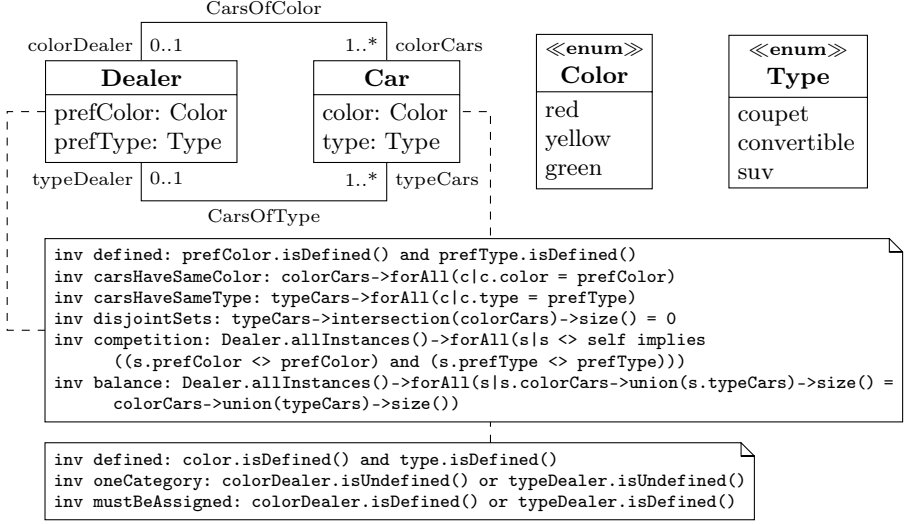 CarsOfColor
colorDealer 0..1 1..* colorCars
Dealer
prefColor: Color
prefType: Type
Car
color: Color
type: Type
typeDealer 0..1 1..* typeCars
CarsOfType
≪enum≫
Color
red
yellow
green
≪enum≫
Type
coupet
convertible
suv
inv defined: prefColor.isDefined() and prefType.isDefined()
inv carsHaveSameColor: colorCars->forAll(c|c.color = prefColor)
inv carsHaveSameType: typeCars->forAll(c|c.type = prefType)
inv disjointSets: typeCars->intersection(colorCars)->size() = 0
inv competition: Dealer.allInstances()->forAll(s|s <> self implies
((s.prefColor <> prefColor) and (s.prefType <> prefType)))
inv balance: Dealer.allInstances()->forAll(s|s.colorCars->union(s.typeCars)->size() =
colorCars->union(typeCars)->size())
inv defined: color.isDefined() and type.isDefined()
inv oneCategory: colorDealer.isUndefined() or typeDealer.isUndefined()
inv mustBeAssigned: colorDealer.isDefined() or typeDealer.isDefined()